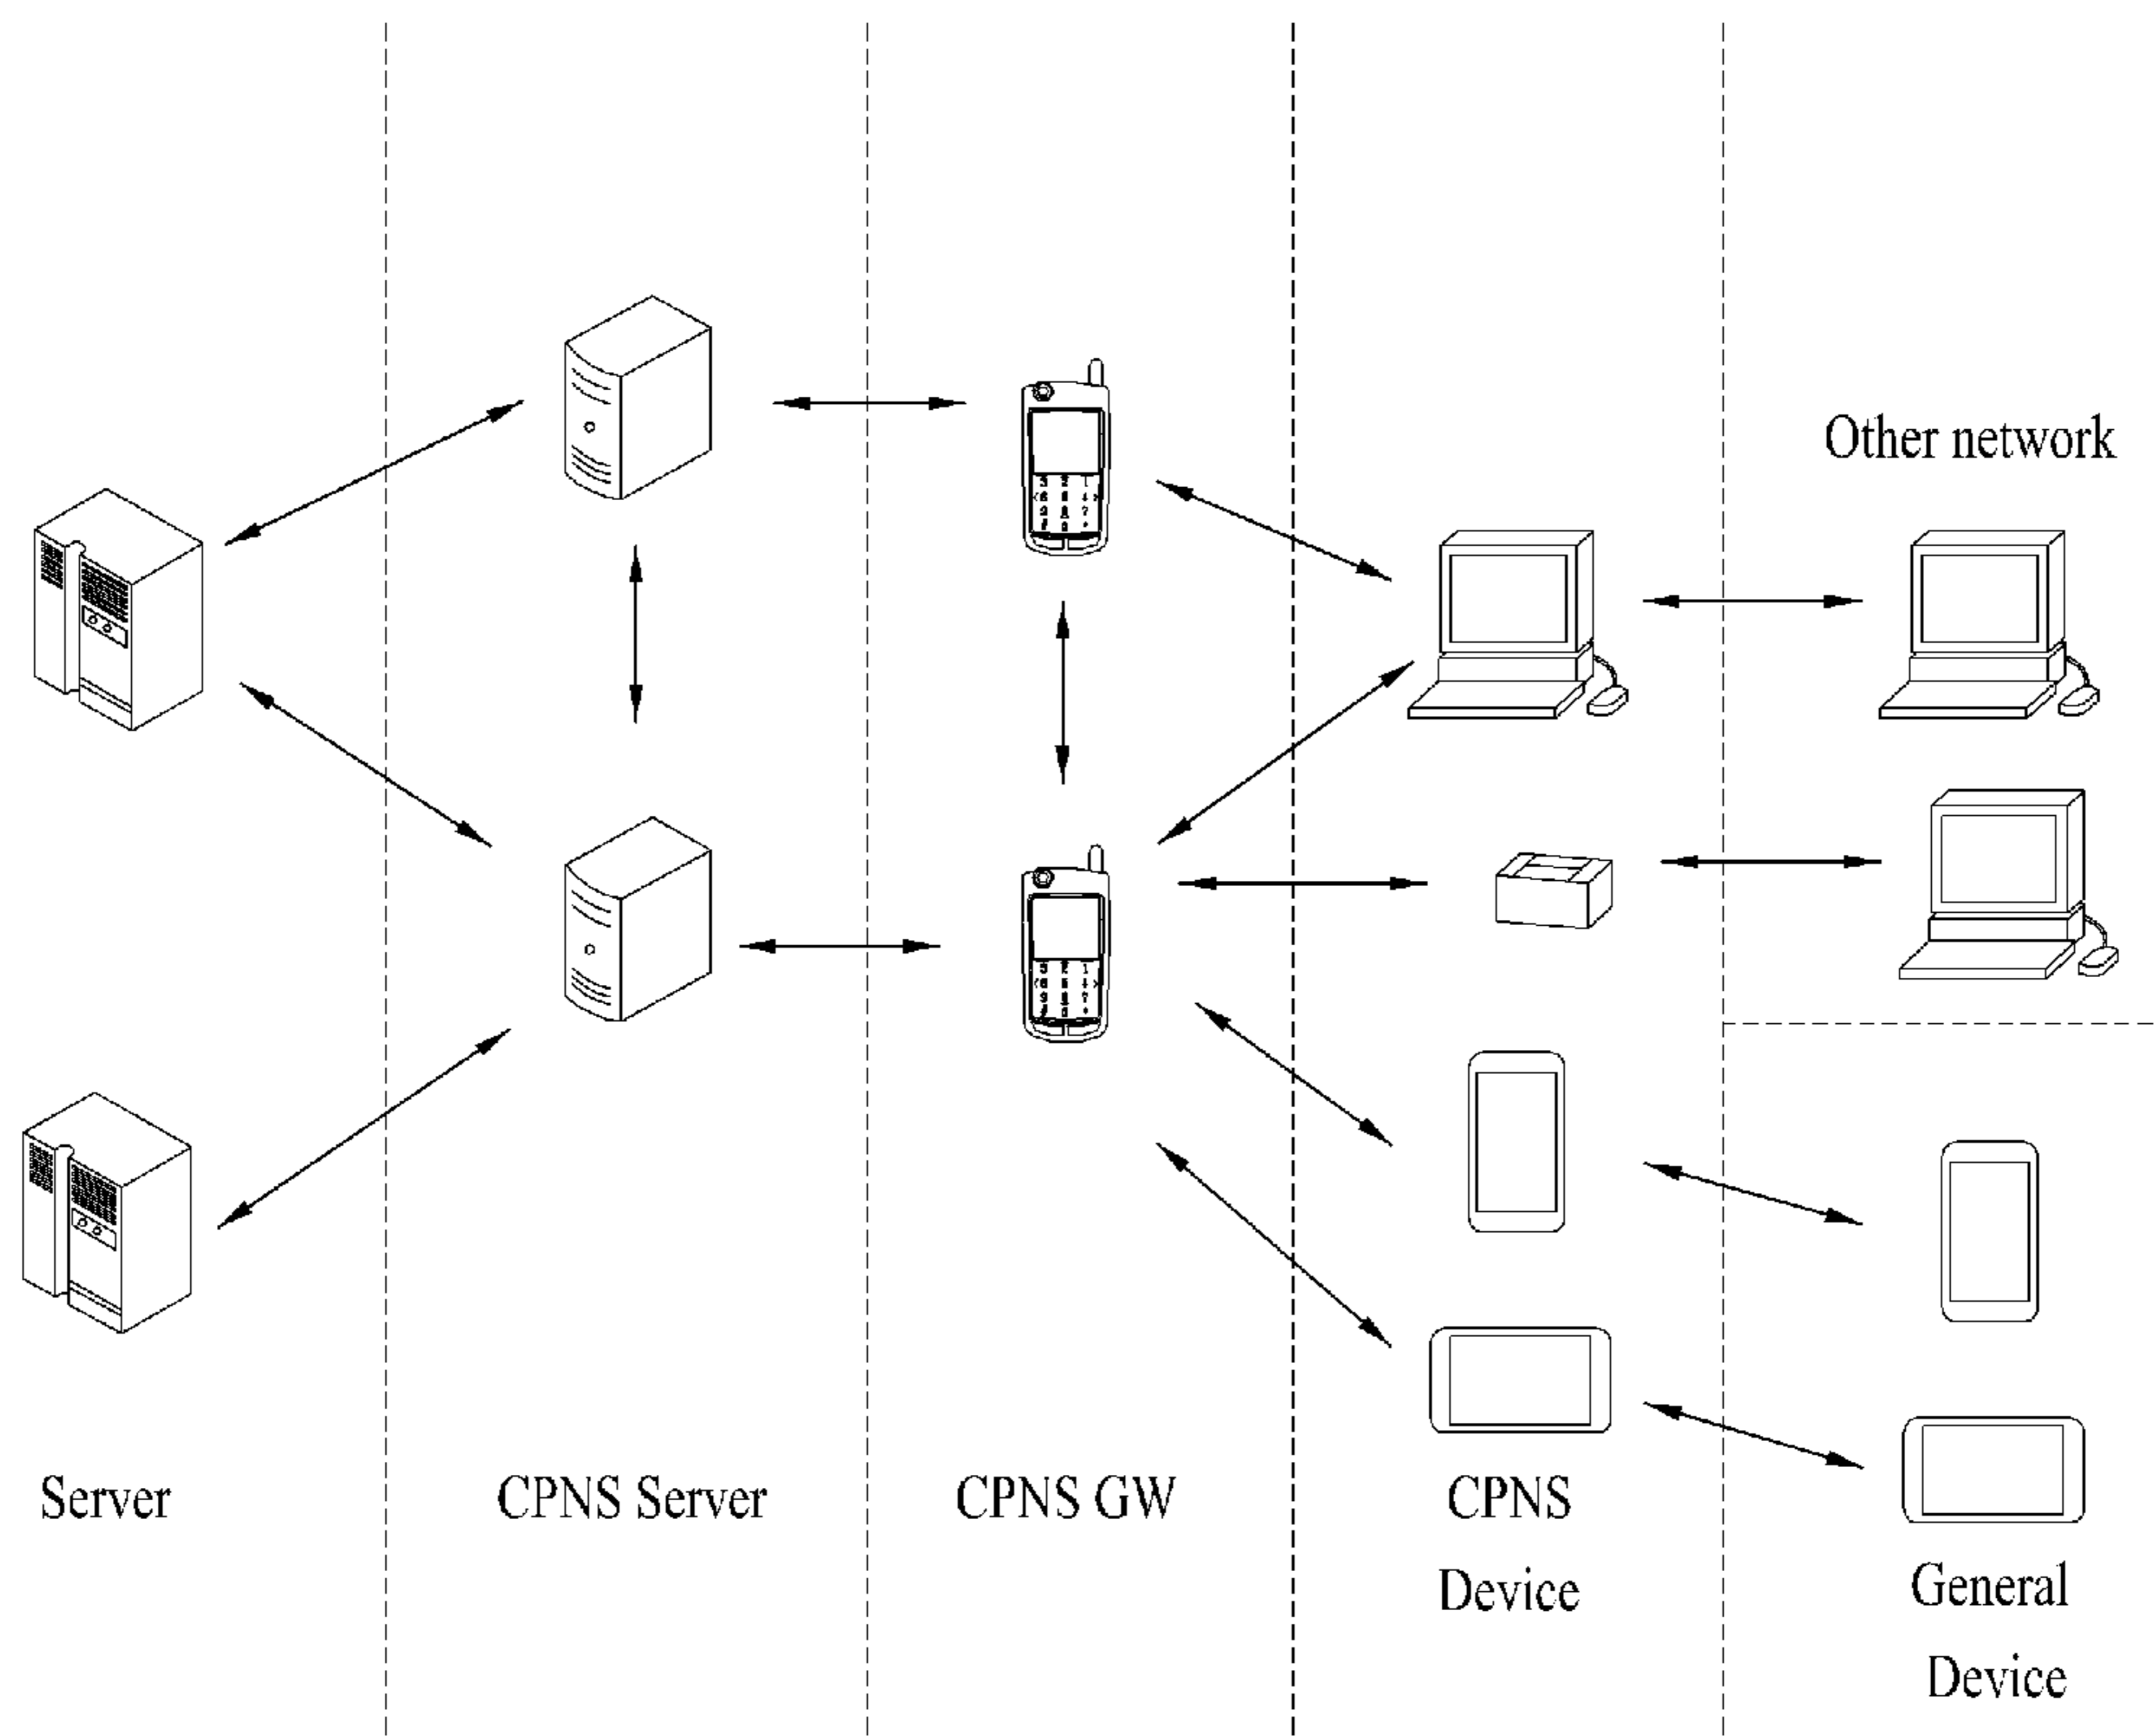 Other network
Server
CPNS Server
CPNS GW
CPNS
Device
General
Device